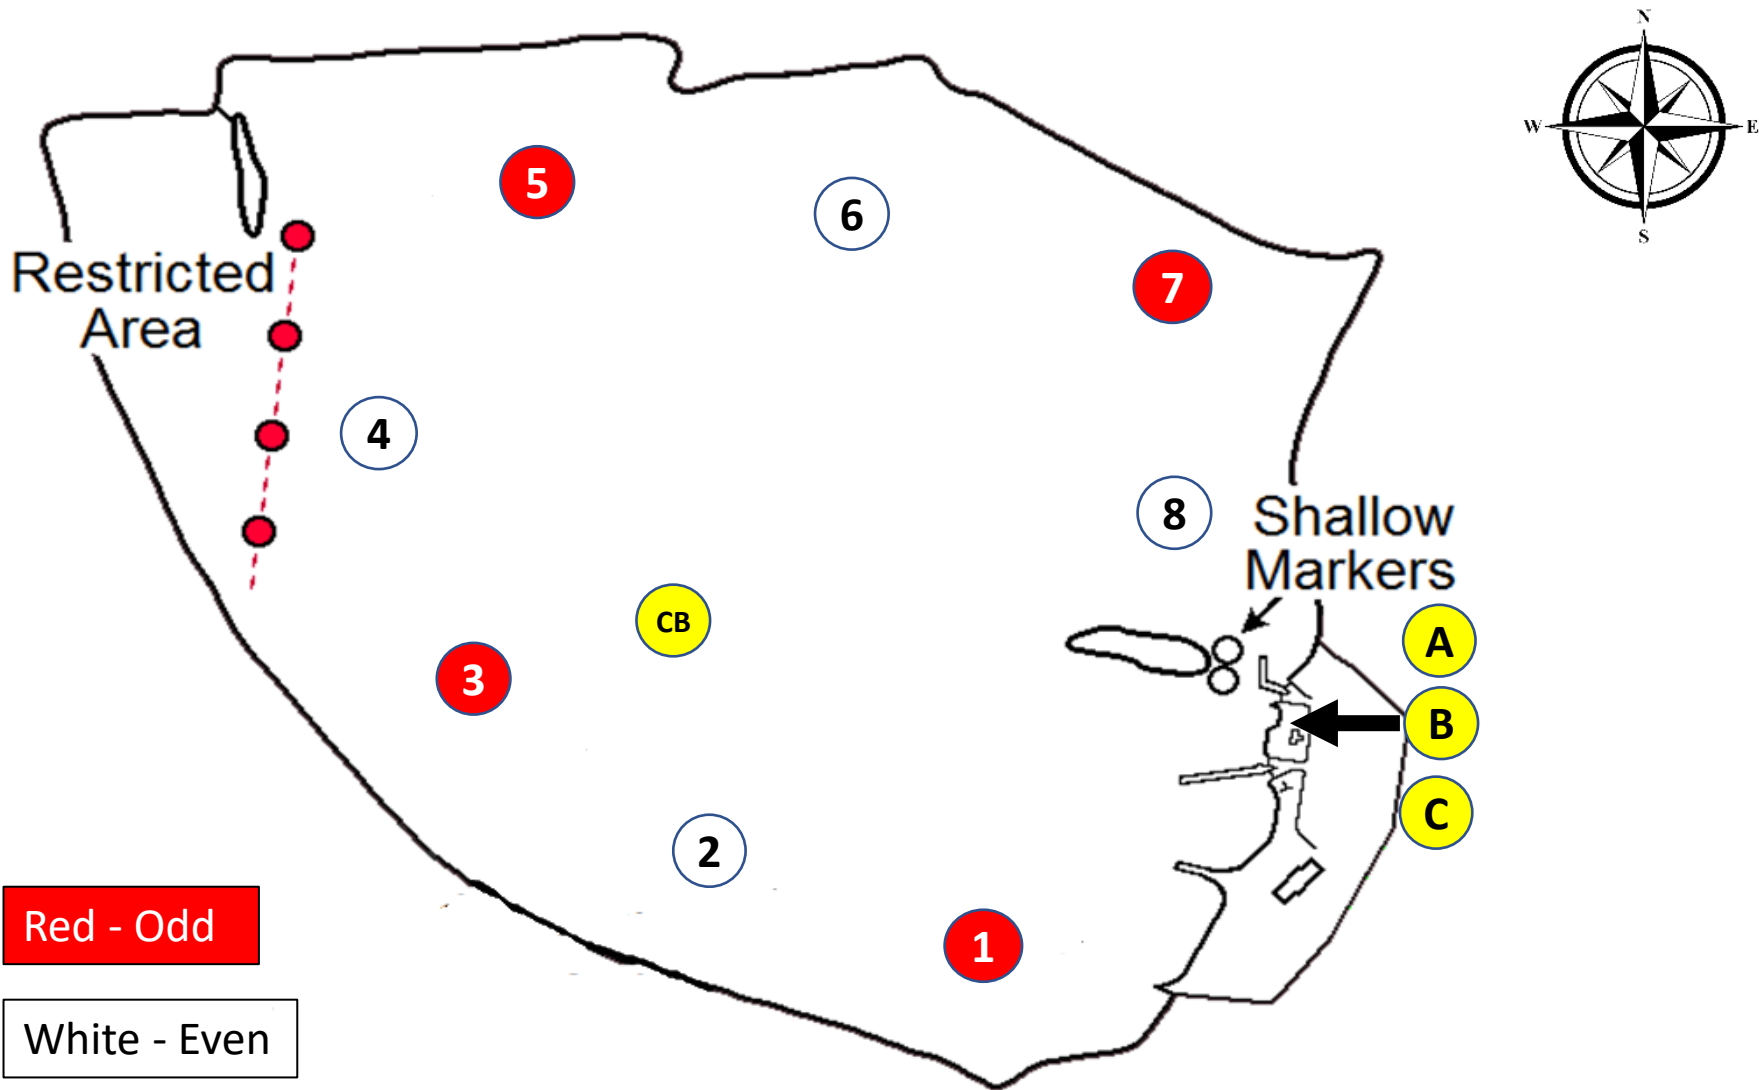 N
W
E
S
5
6
7
Restricted
Area
4
8
Shallow
Markers
CB
A
3
B
C
2
1
Red - Odd
White - Even